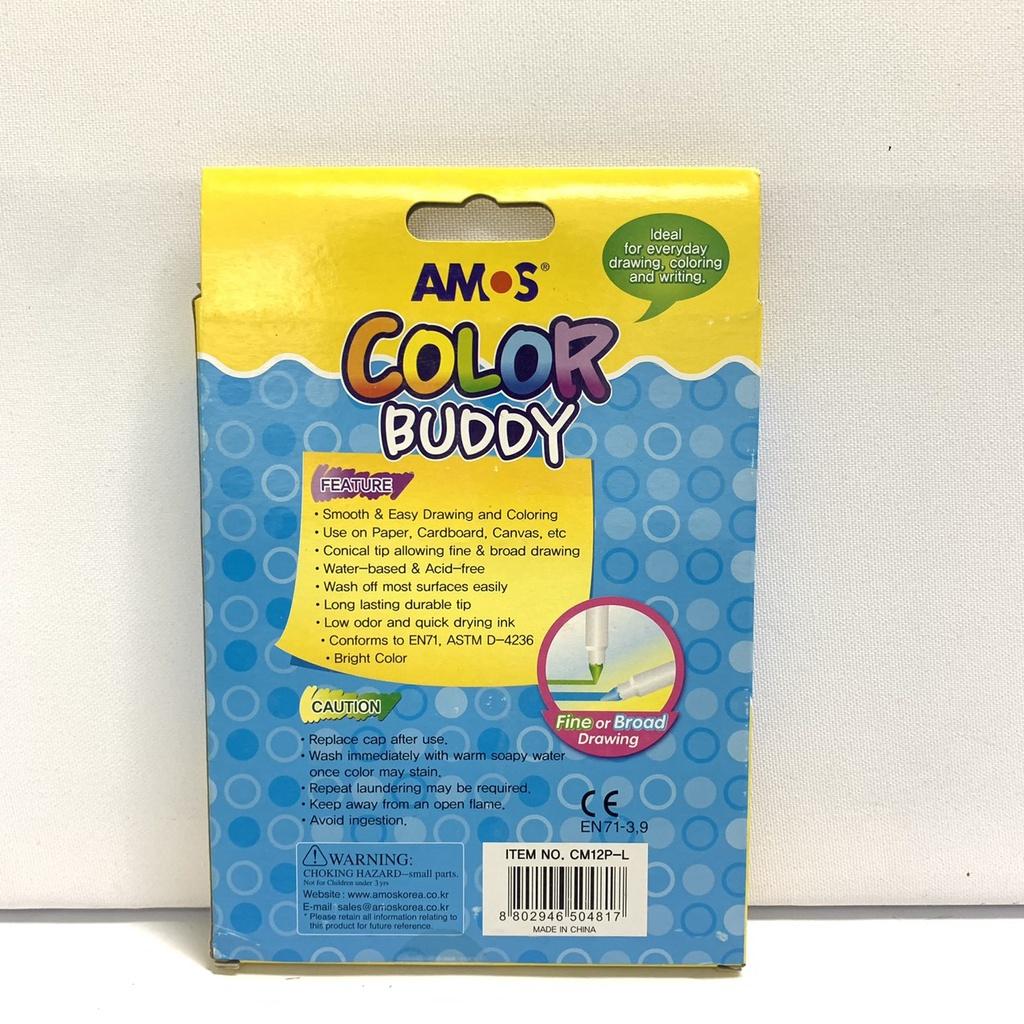 Ideal
for everyday
drawing, coloring
and writing.
AMOS®
COLOR
BUDDY
FEATURE
• Smooth & Easy Drawing and Coloring
• Use on Paper, Cardboard, Canvas, etc
• Conical tip allowing fine & broad drawing
• Water-based & Acid-free
• Wash off most surfaces easily
• Long lasting durable tip
• Low odor and quick drying ink
• Conforms to EN71, ASTM D-4236
• Bright Color
Fine or Broad
Drawing
CAUTION
• Replace cap after use.
• Wash immediately with warm soapy water
once color may stain.
• Repeat laundering may be required.
• Keep away from an open flame.
• Avoid ingestion.
CE
EN71-3,9
WARNING:
CHOKING HAZARD—small parts.
Not for Children under 3 yrs
Website : www.amoskorea.co.kr
E-mail : sales@amoskorea.co.kr
* Please retain all information relating to
this product for future reference.
ITEM NO. CM12P-L
8 802946 504817
MADE IN CHINA